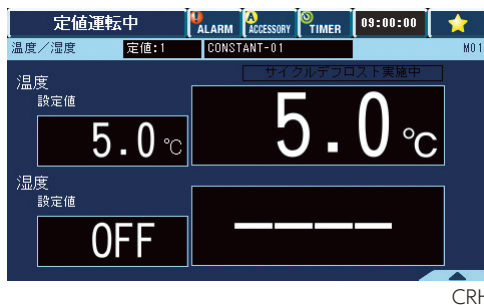 定値運転中 ALARM ACCESSORY TIMER 09:00:00
温度／湿度 定値:1 CONSTANT-01 M01
サイクルデフロスト実施中
温度
設定値
5.0℃ 5.0℃
湿度
設定値
OFF ----
CRH